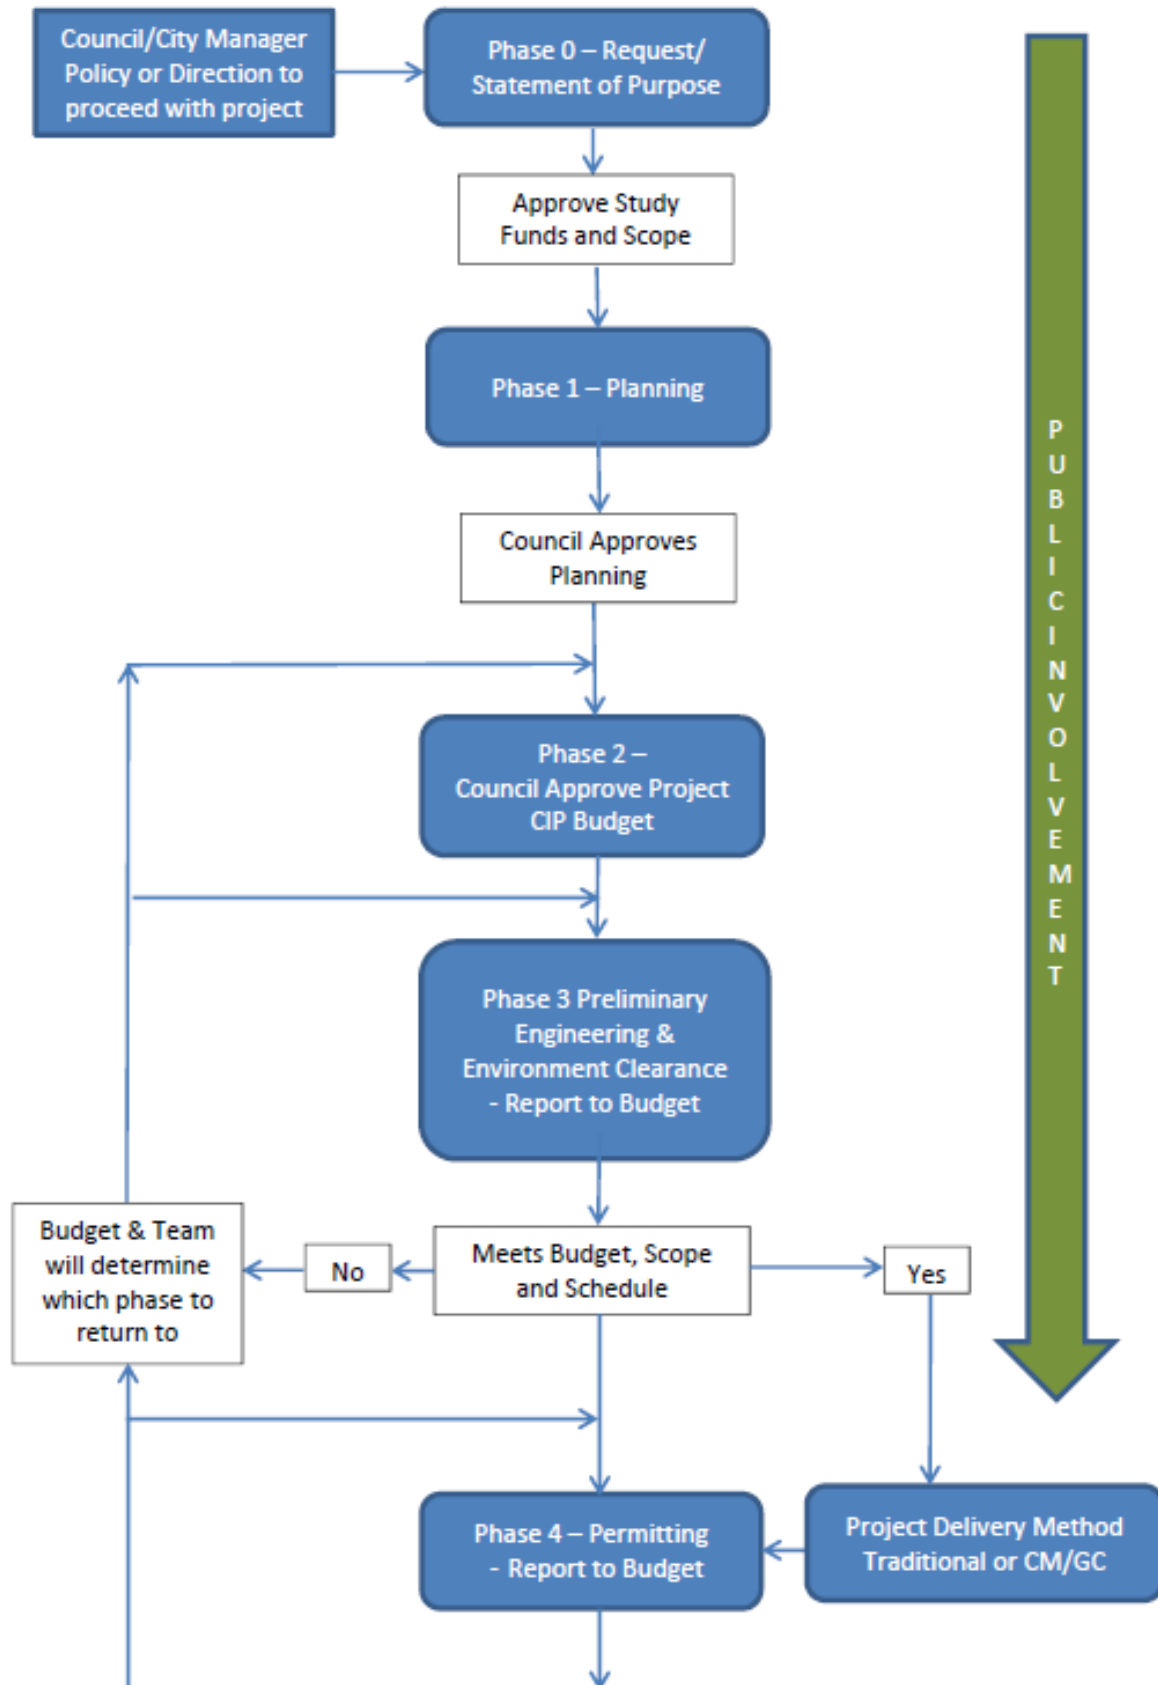 Council/City Manager
Policy or Direction to
proceed with project
Phase 0 – Request/
Statement of Purpose
Approve Study
Funds and Scope
Phase 1 – Planning
Council Approves
Planning
Phase 2 –
Council Approve Project
CIP Budget
Phase 3 Preliminary
Engineering &
Environment Clearance
- Report to Budget
Meets Budget, Scope
and Schedule
No
Budget & Team
will determine
which phase to
return to
Yes
Project Delivery Method
Traditional or CM/GC
Phase 4 – Permitting
- Report to Budget
P
U
B
L
I
C
I
N
V
O
L
V
E
M
E
N
T